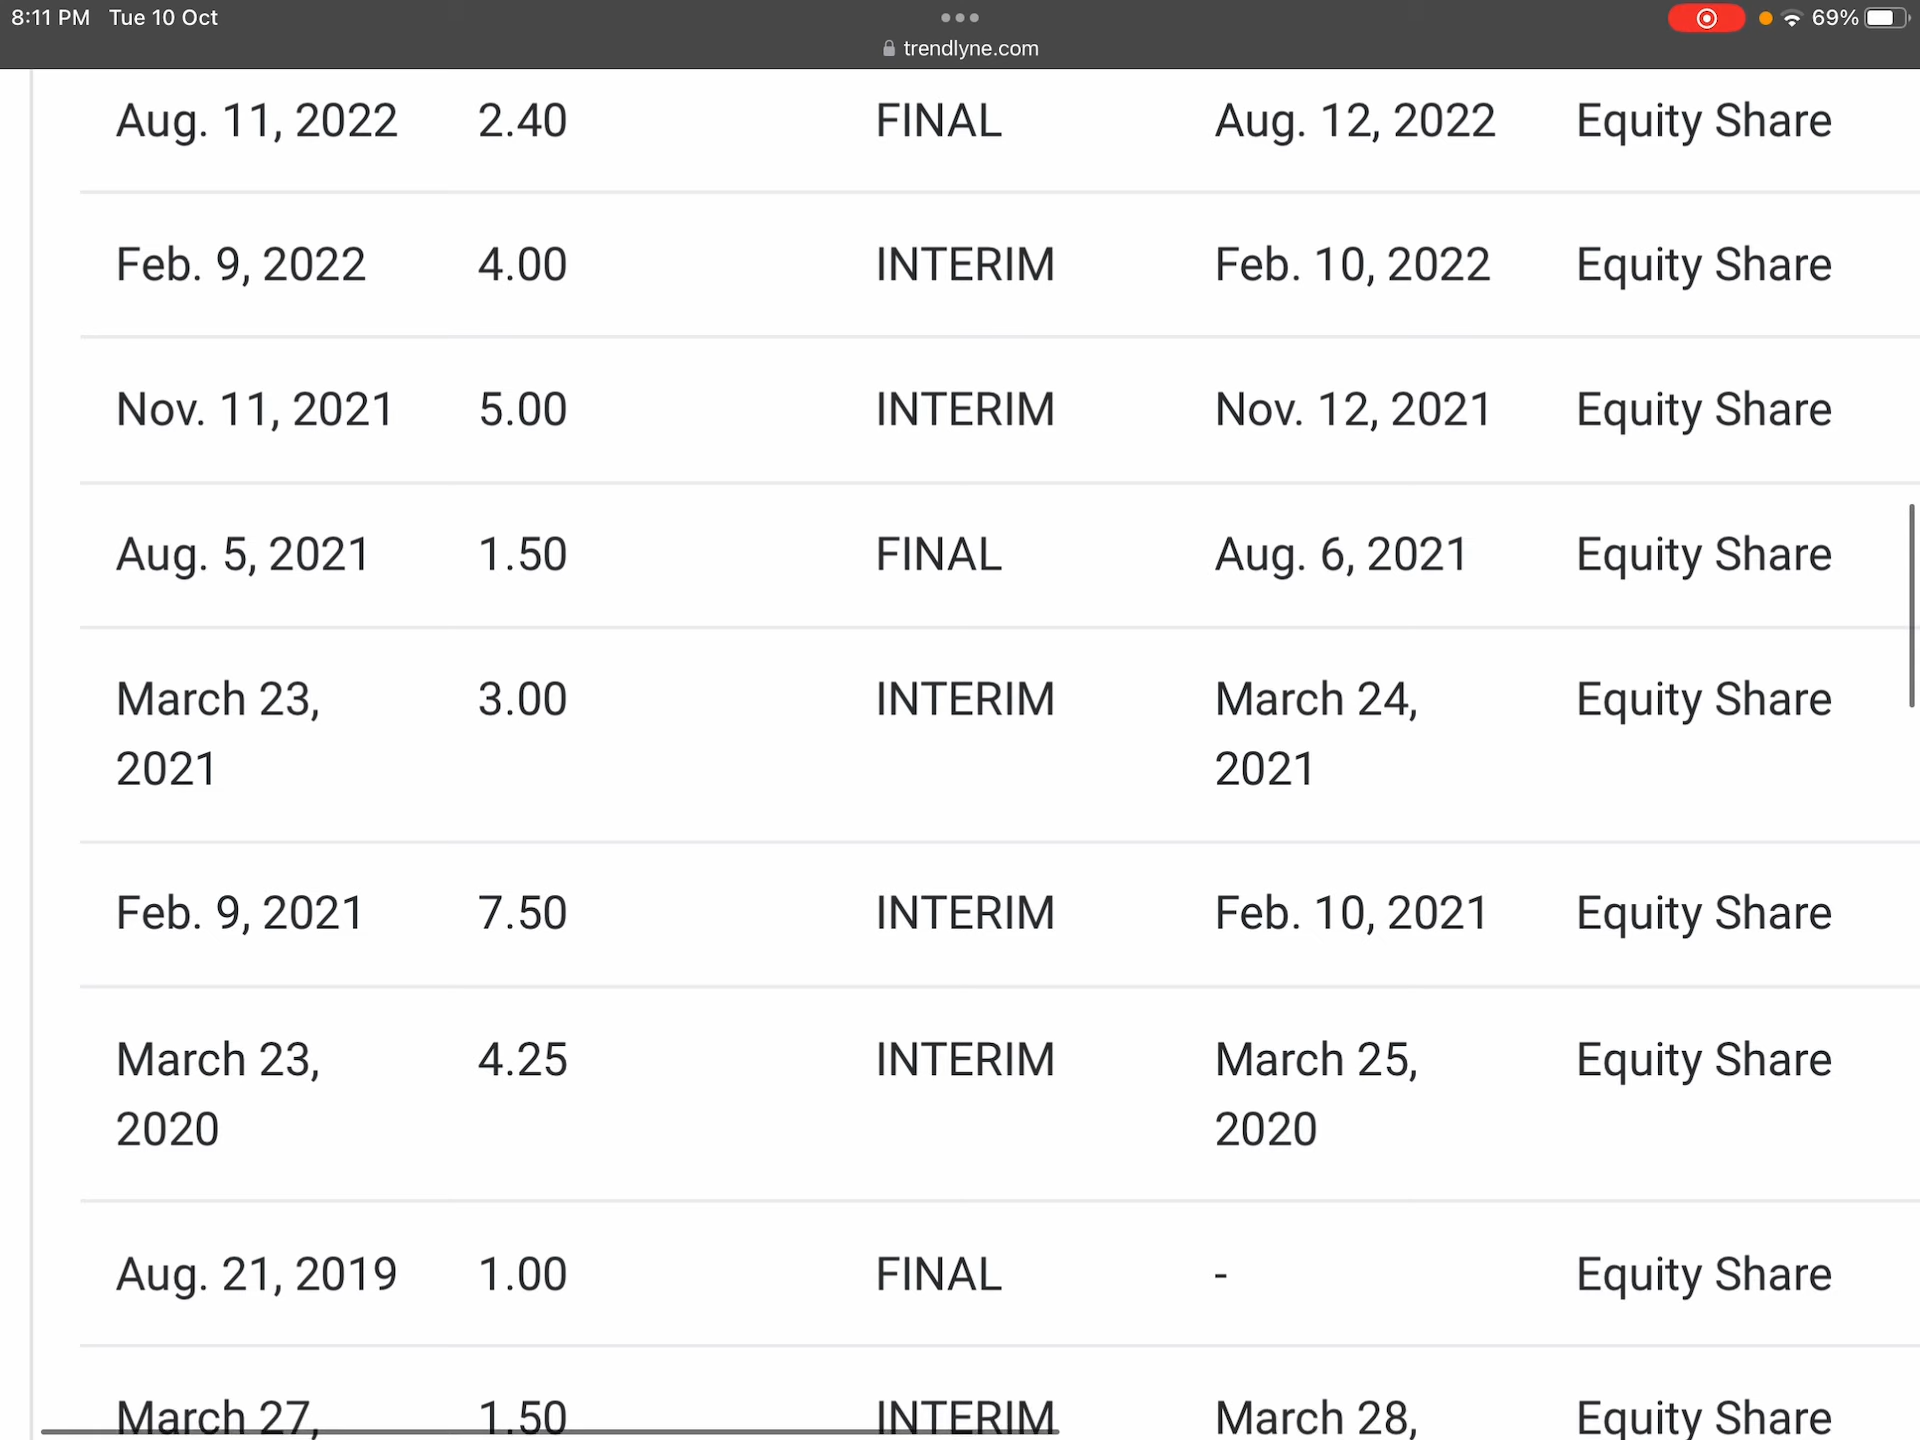 8:11 PM Tue 10 Oct
69%
trendlyne.com
Aug. 11, 2022 2.40 FINAL Aug. 12, 2022 Equity Share
Feb. 9, 2022 4.00 INTERIM Feb. 10, 2022 Equity Share
Nov. 11, 2021 5.00 INTERIM Nov. 12, 2021 Equity Share
Aug. 5, 2021 1.50 FINAL Aug. 6, 2021 Equity Share
March 23, 3.00 INTERIM March 24, Equity Share
2021 2021
Feb. 9, 2021 7.50 INTERIM Feb. 10, 2021 Equity Share
March 23, 4.25 INTERIM March 25, Equity Share
2020 2020
Aug. 21, 2019 1.00 FINAL - Equity Share
March 27, 1.50 INTERIM March 28, Equity Share